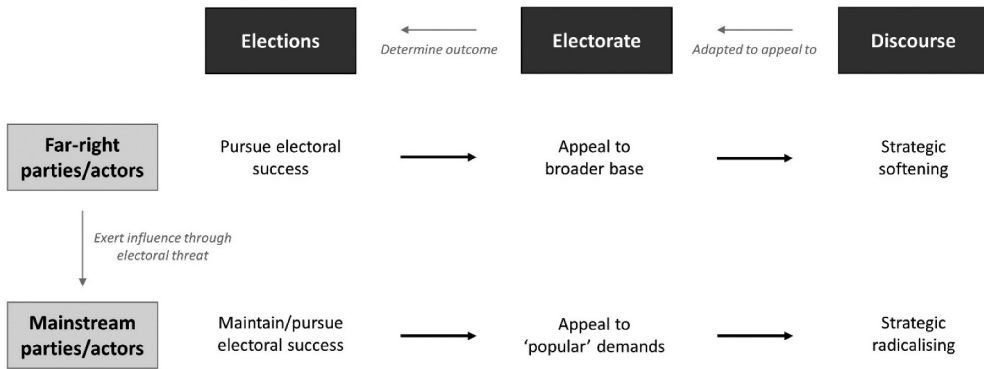 Elections
Determine outcome
Electorate
Adapted to appeal to
Discourse
Far-right
parties/actors
Pursue electoral
success
Appeal to
broader base
Strategic
softening
Exert influence through
electoral threat
Mainstream
parties/actors
Maintain/pursue
electoral success
Appeal to
‘popular’ demands
Strategic
radicalising